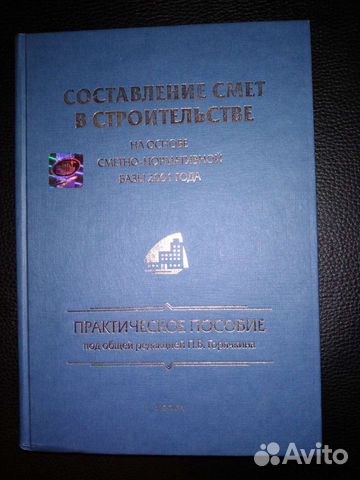 СОСТАВЛЕНИЕ СМЕТ
В СТРОИТЕЛЬСТВЕ
НА ОСНОВЕ
СМЕТНО-НОРМАТИВНОЙ
БАЗЫ 2001 ГОДА
ПРАКТИЧЕСКОЕ ПОСОБИЕ
под общей редакцией П.В. Горячкина
Avito